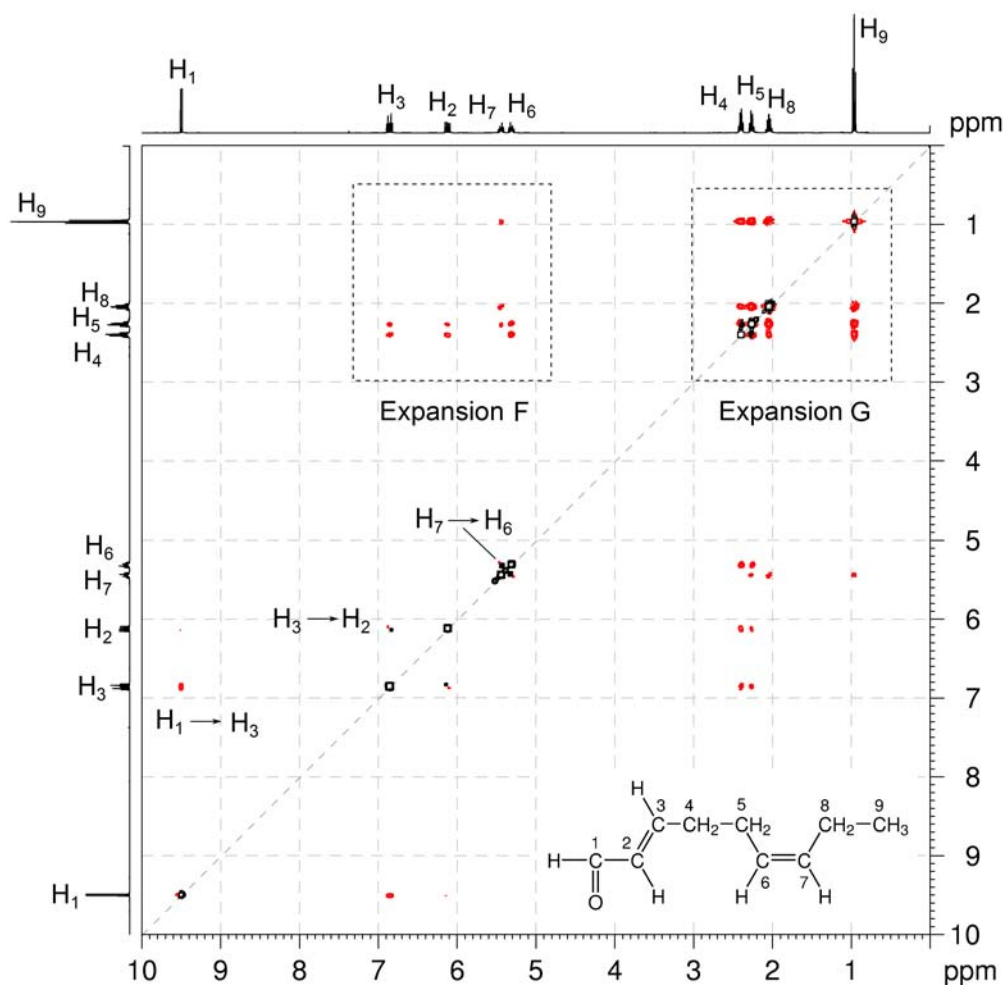 H₉
H₁
H₃ H₂ H₇ H₆ H₄ H₅ H₈
ppm
H₉
1
H₈
2
H₅
H₄
3
Expansion F Expansion G
4
H₇ → H₆
5
H₆
H₇
H₃ → H₂
6
H₂
H₃
7
H₁ → H₃
8
H 3 4 5 8 9
C CH₂ CH₂ CH₂ CH₃
1 2
H C C C C
9
6 7
H₁
O H H H
10
10 9 8 7 6 5 4 3 2 1 ppm